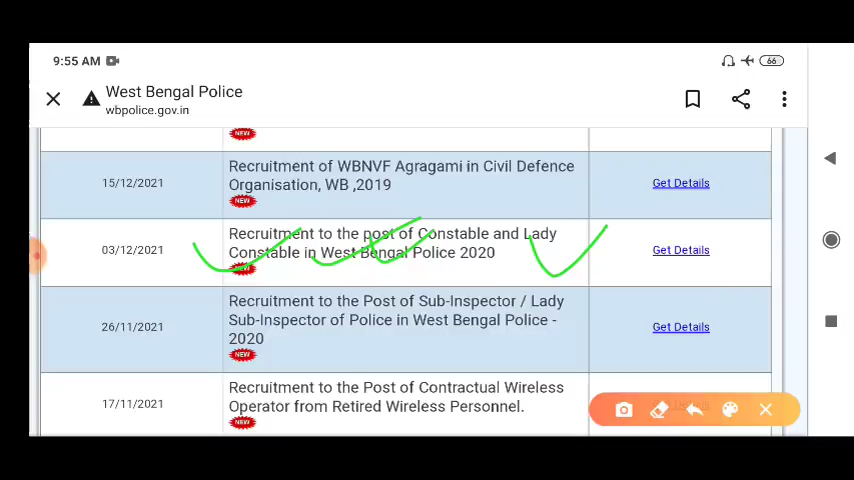 9:55 AM
66
West Bengal Police
wbpolice.gov.in
NEW
15/12/2021
Recruitment of WBNVF Agragami in Civil Defence
Organisation, WB ,2019
NEW
Get Details
03/12/2021
Recruitment to the post of Constable and Lady
Constable in West Bengal Police 2020
NEW
Get Details
26/11/2021
Recruitment to the Post of Sub-Inspector / Lady
Sub-Inspector of Police in West Bengal Police -
2020
NEW
Get Details
17/11/2021
Recruitment to the Post of Contractual Wireless
Operator from Retired Wireless Personnel.
NEW